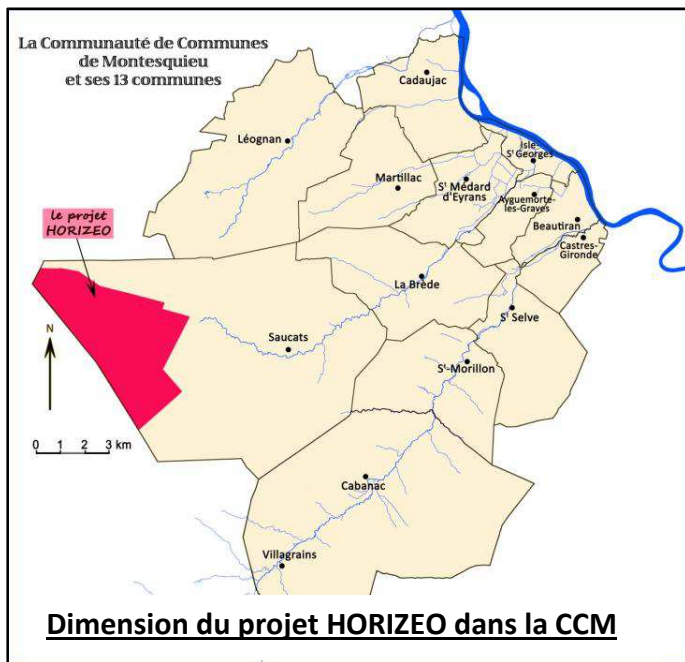 La Communauté de Communes
de Montesquieu
et ses 13 communes
Cadaujac
Léognan
Isle-
St Georges
Martillac
St Médard
d'Eyrans
Ayguemorte-
les-Graves
le projet
HORIZEO
Beautiran
Castres-
Gironde
La Brède
N
St Selve
Saucats
St-Morillon
0 1 2 3 km
Cabanac
Villagrains
Dimension du projet HORIZEO dans la CCM